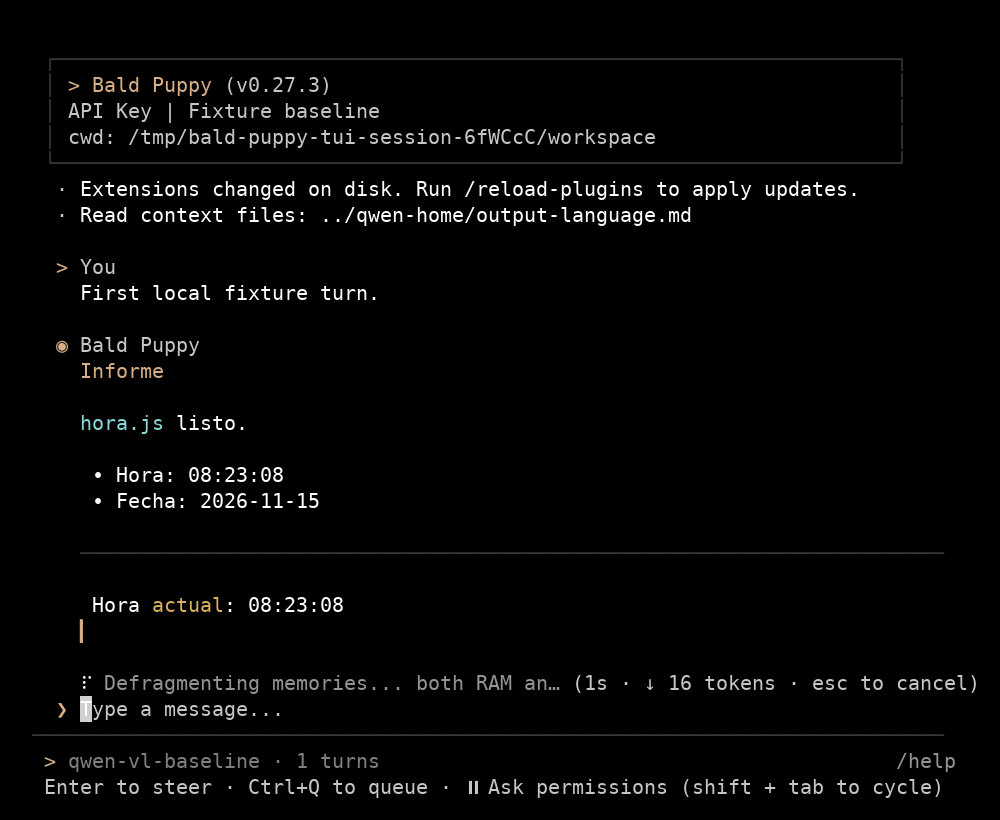 > Bald Puppy (v0.27.3)
API Key | Fixture baseline
cwd: /tmp/bald-puppy-tui-session-6fWCcC/workspace
· Extensions changed on disk. Run /reload-plugins to apply updates.
· Read context files: ../qwen-home/output-language.md
> You
First local fixture turn.
◉ Bald Puppy
Informe
hora.js listo.
• Hora: 08:23:08
• Fecha: 2026-11-15
Hora actual: 08:23:08
⠏ Defragmenting memories... both RAM an… (1s · ↓ 16 tokens · esc to cancel)
❯ Type a message...
> qwen-vl-baseline · 1 turns /help
Enter to steer · Ctrl+Q to queue · ⏸ Ask permissions (shift + tab to cycle)